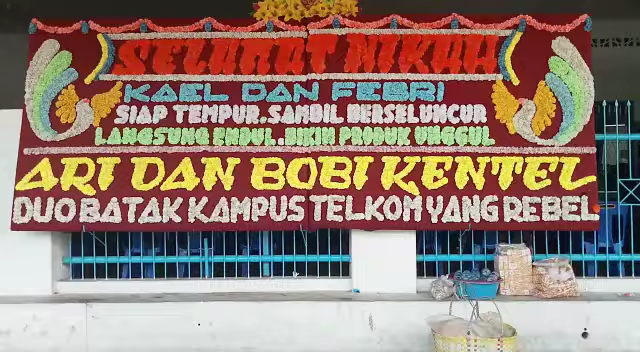 SELAMAT NIKAH
KAEL DAN FEBRI
SIAP TEMPUR, SAMBIL BERSELUNCUR
LANGSUNG ENDUL, BIKIN PRODUK UNGGUL
ARI DAN BOBI KENTEL
DUO BATAK KAMPUS TELKOM YANG REBEL